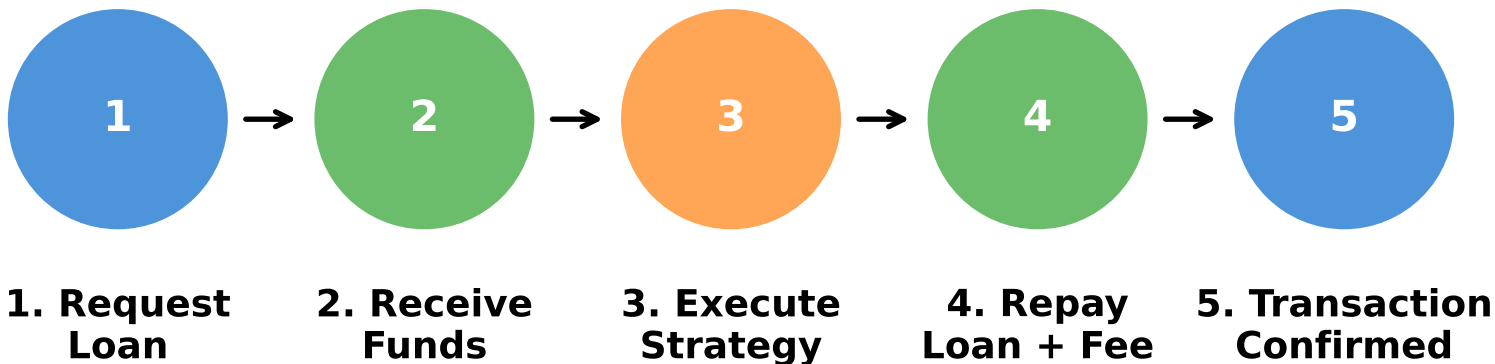 1
2
3
4
5
1. Request
Loan
2. Receive
Funds
3. Execute
Strategy
4. Repay
Loan + Fee
5. Transaction
Confirmed